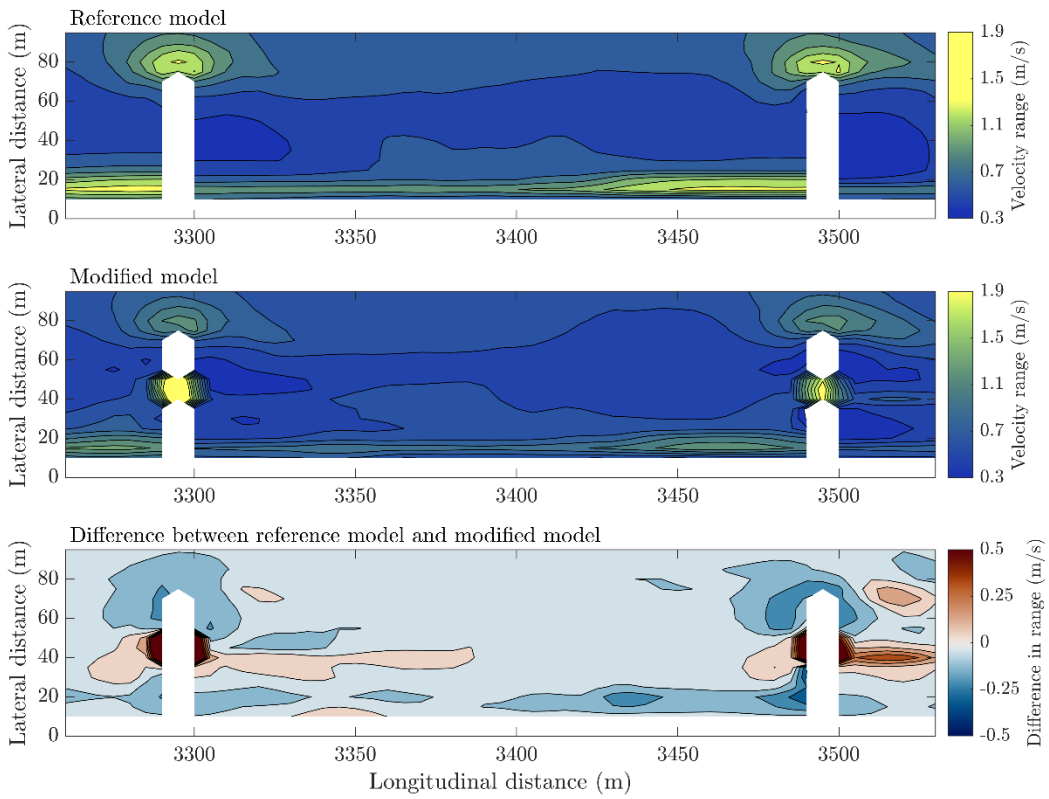 Reference model
Lateral distance (m)
80
60
40
20
0
3300 3350 3400 3450 3500
1.9
1.5
1.1
0.7
0.3
Velocity range (m/s)
Modified model
Lateral distance (m)
80
60
40
20
0
3300 3350 3400 3450 3500
1.9
1.5
1.1
0.7
0.3
Velocity range (m/s)
Difference between reference model and modified model
Lateral distance (m)
80
60
40
20
0
3300 3350 3400 3450 3500
Longitudinal distance (m)
0.5
0.25
0
-0.25
-0.5
Difference in range (m/s)